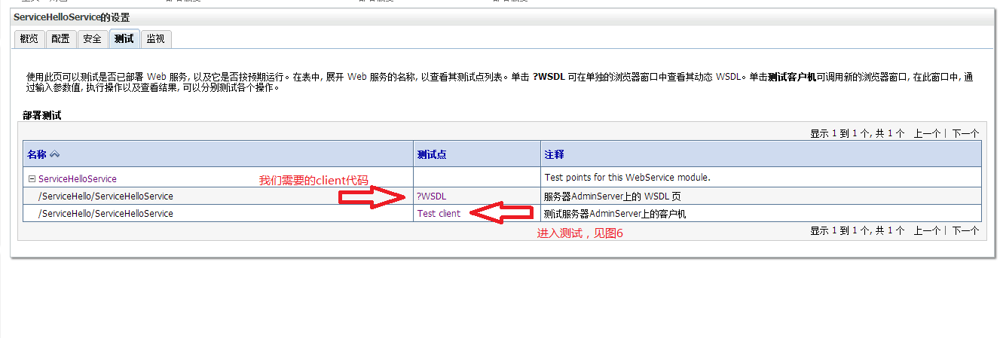 ServiceHelloService的设置
概览 配置 安全 测试 监视
使用此页可以测试是否已部署 Web 服务, 以及它是否按预期运行。在表中, 展开 Web 服务的名称, 以查看其测试点列表。单击 ?WSDL 可在单独的浏览器窗口中查看其动态 WSDL。单击测试客户机可调用新的浏览器窗口, 在此窗口中, 通
过输入参数值, 执行操作以及查看结果, 可以分别测试各个操作。
部署测试
显示 1 到 1 个, 共 1 个 上一个 | 下一个
名称 测试点 注释
ServiceHelloService Test points for this WebService module.
我们需要的client代码
/ServiceHello/ServiceHelloService ?WSDL 服务器AdminServer上的 WSDL 页
/ServiceHello/ServiceHelloService Test client 测试服务器AdminServer上的客户机
进入测试，见图6
显示 1 到 1 个, 共 1 个 上一个 | 下一个